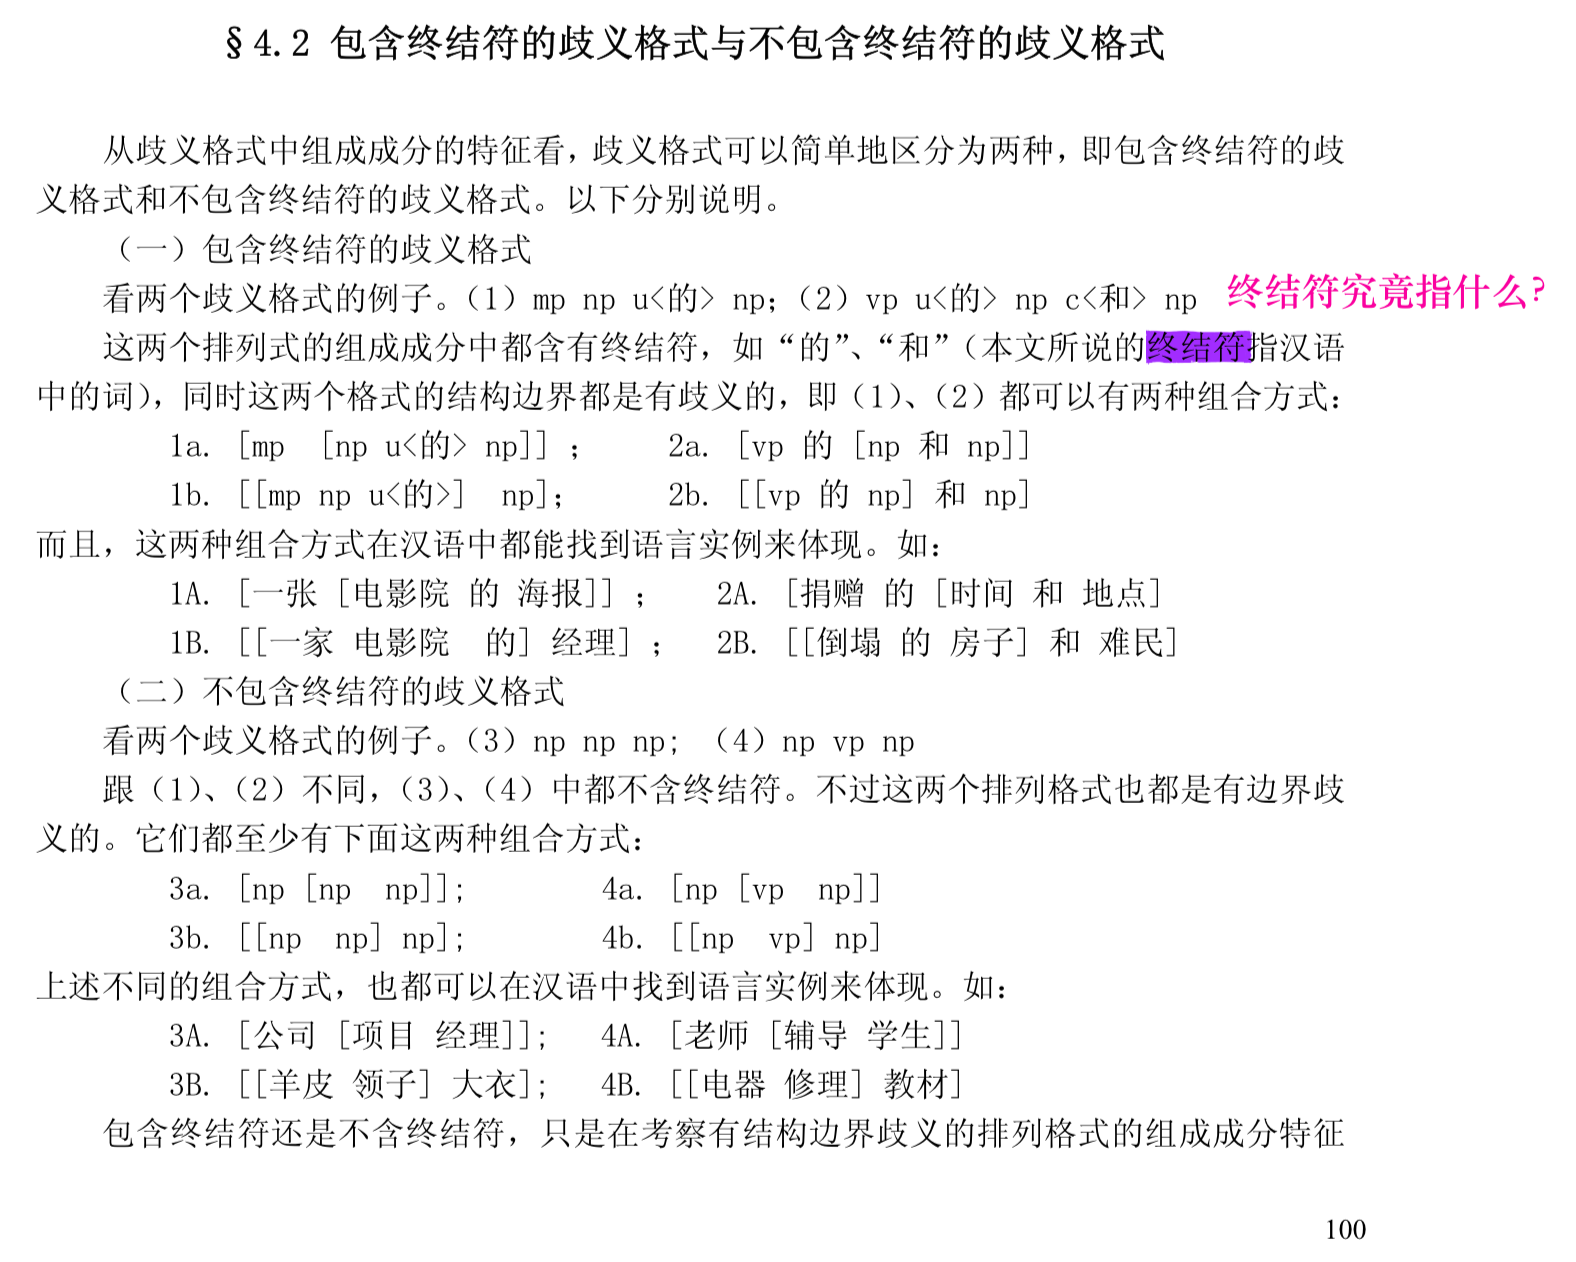 §4.2 包含终结符的歧义格式与不包含终结符的歧义格式
从歧义格式中组成成分的特征看，歧义格式可以简单地区分为两种，即包含终结符的歧
义格式和不包含终结符的歧义格式。以下分别说明。
（一）包含终结符的歧义格式
看两个歧义格式的例子。（1）mp np u<的> np；（2）vp u<的> np c<和> np
终结符究竟指什么？
这两个排列式的组成成分中都含有终结符，如“的”、“和”（本文所说的终结符指汉语
中的词），同时这两个格式的结构边界都是有歧义的，即（1）、（2）都可以有两种组合方式：
1a. [mp [np u<的> np]] ； 2a. [vp 的 [np 和 np]]
1b. [[mp np u<的>] np]； 2b. [[vp 的 np] 和 np]
而且，这两种组合方式在汉语中都能找到语言实例来体现。如：
1A. [一张 [电影院 的 海报]] ； 2A. [捐赠 的 [时间 和 地点]
1B. [[一家 电影院 的] 经理] ； 2B. [[倒塌 的 房子] 和 难民]
（二）不包含终结符的歧义格式
看两个歧义格式的例子。（3）np np np; （4）np vp np
跟（1）、（2）不同，（3）、（4）中都不含终结符。不过这两个排列格式也都是有边界歧
义的。它们都至少有下面这两种组合方式：
3a. [np [np np]]; 4a. [np [vp np]]
3b. [[np np] np]; 4b. [[np vp] np]
上述不同的组合方式，也都可以在汉语中找到语言实例来体现。如：
3A. [公司 [项目 经理]]; 4A. [老师 [辅导 学生]]
3B. [[羊皮 领子] 大衣]; 4B. [[电器 修理] 教材]
包含终结符还是不含终结符，只是在考察有结构边界歧义的排列格式的组成成分特征
100